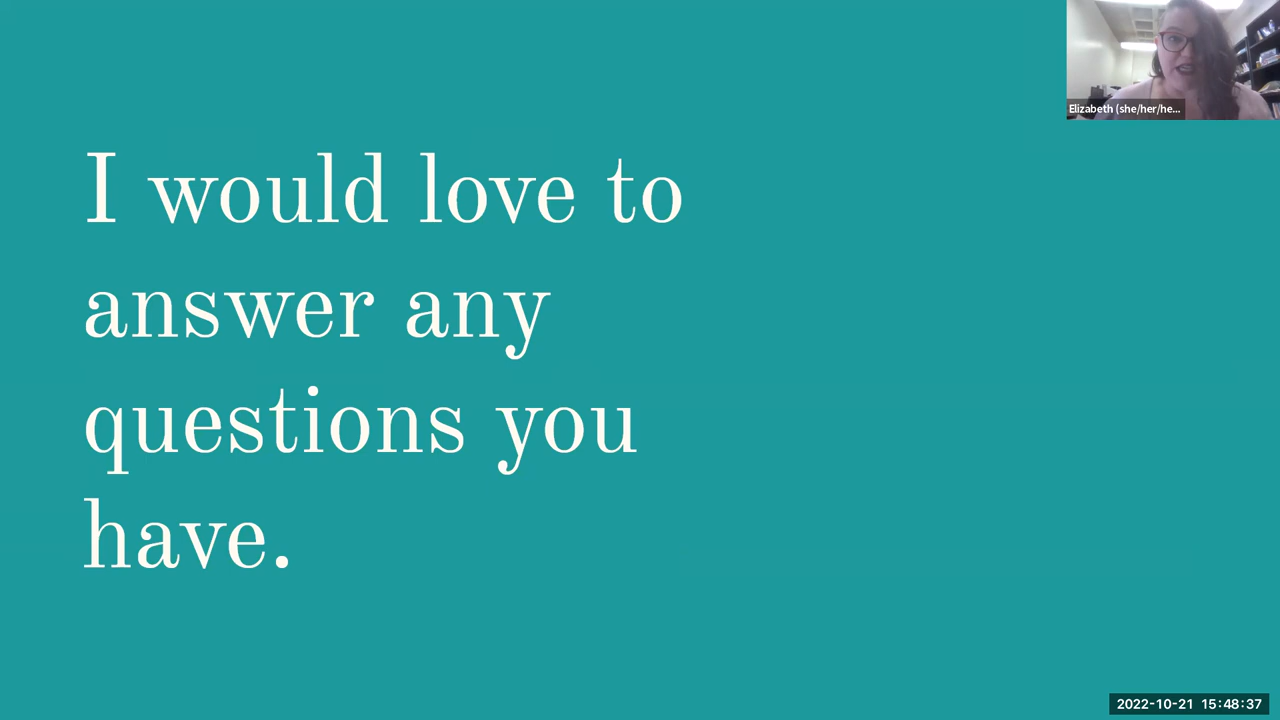 Elizabeth (she/her/he...
I would love to
answer any
questions you
have.
2022-10-21 15:48:37